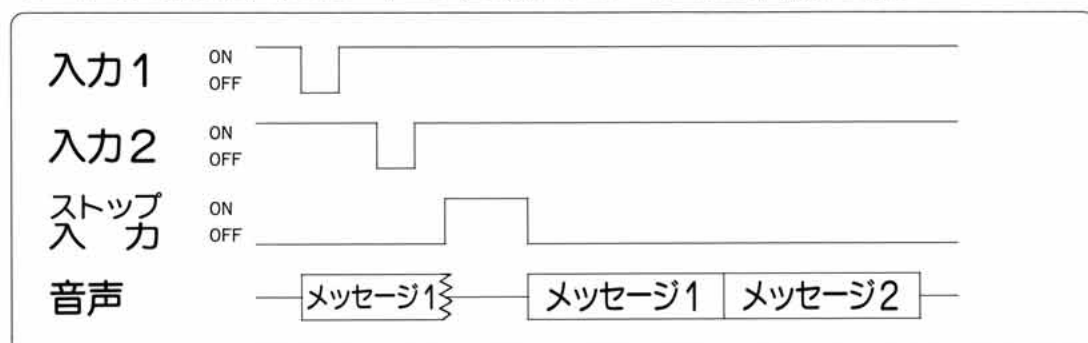 入力1 ON
OFF
入力2 ON
OFF
ストップ ON
入力 OFF
音声 メッセージ1 メッセージ1 メッセージ2